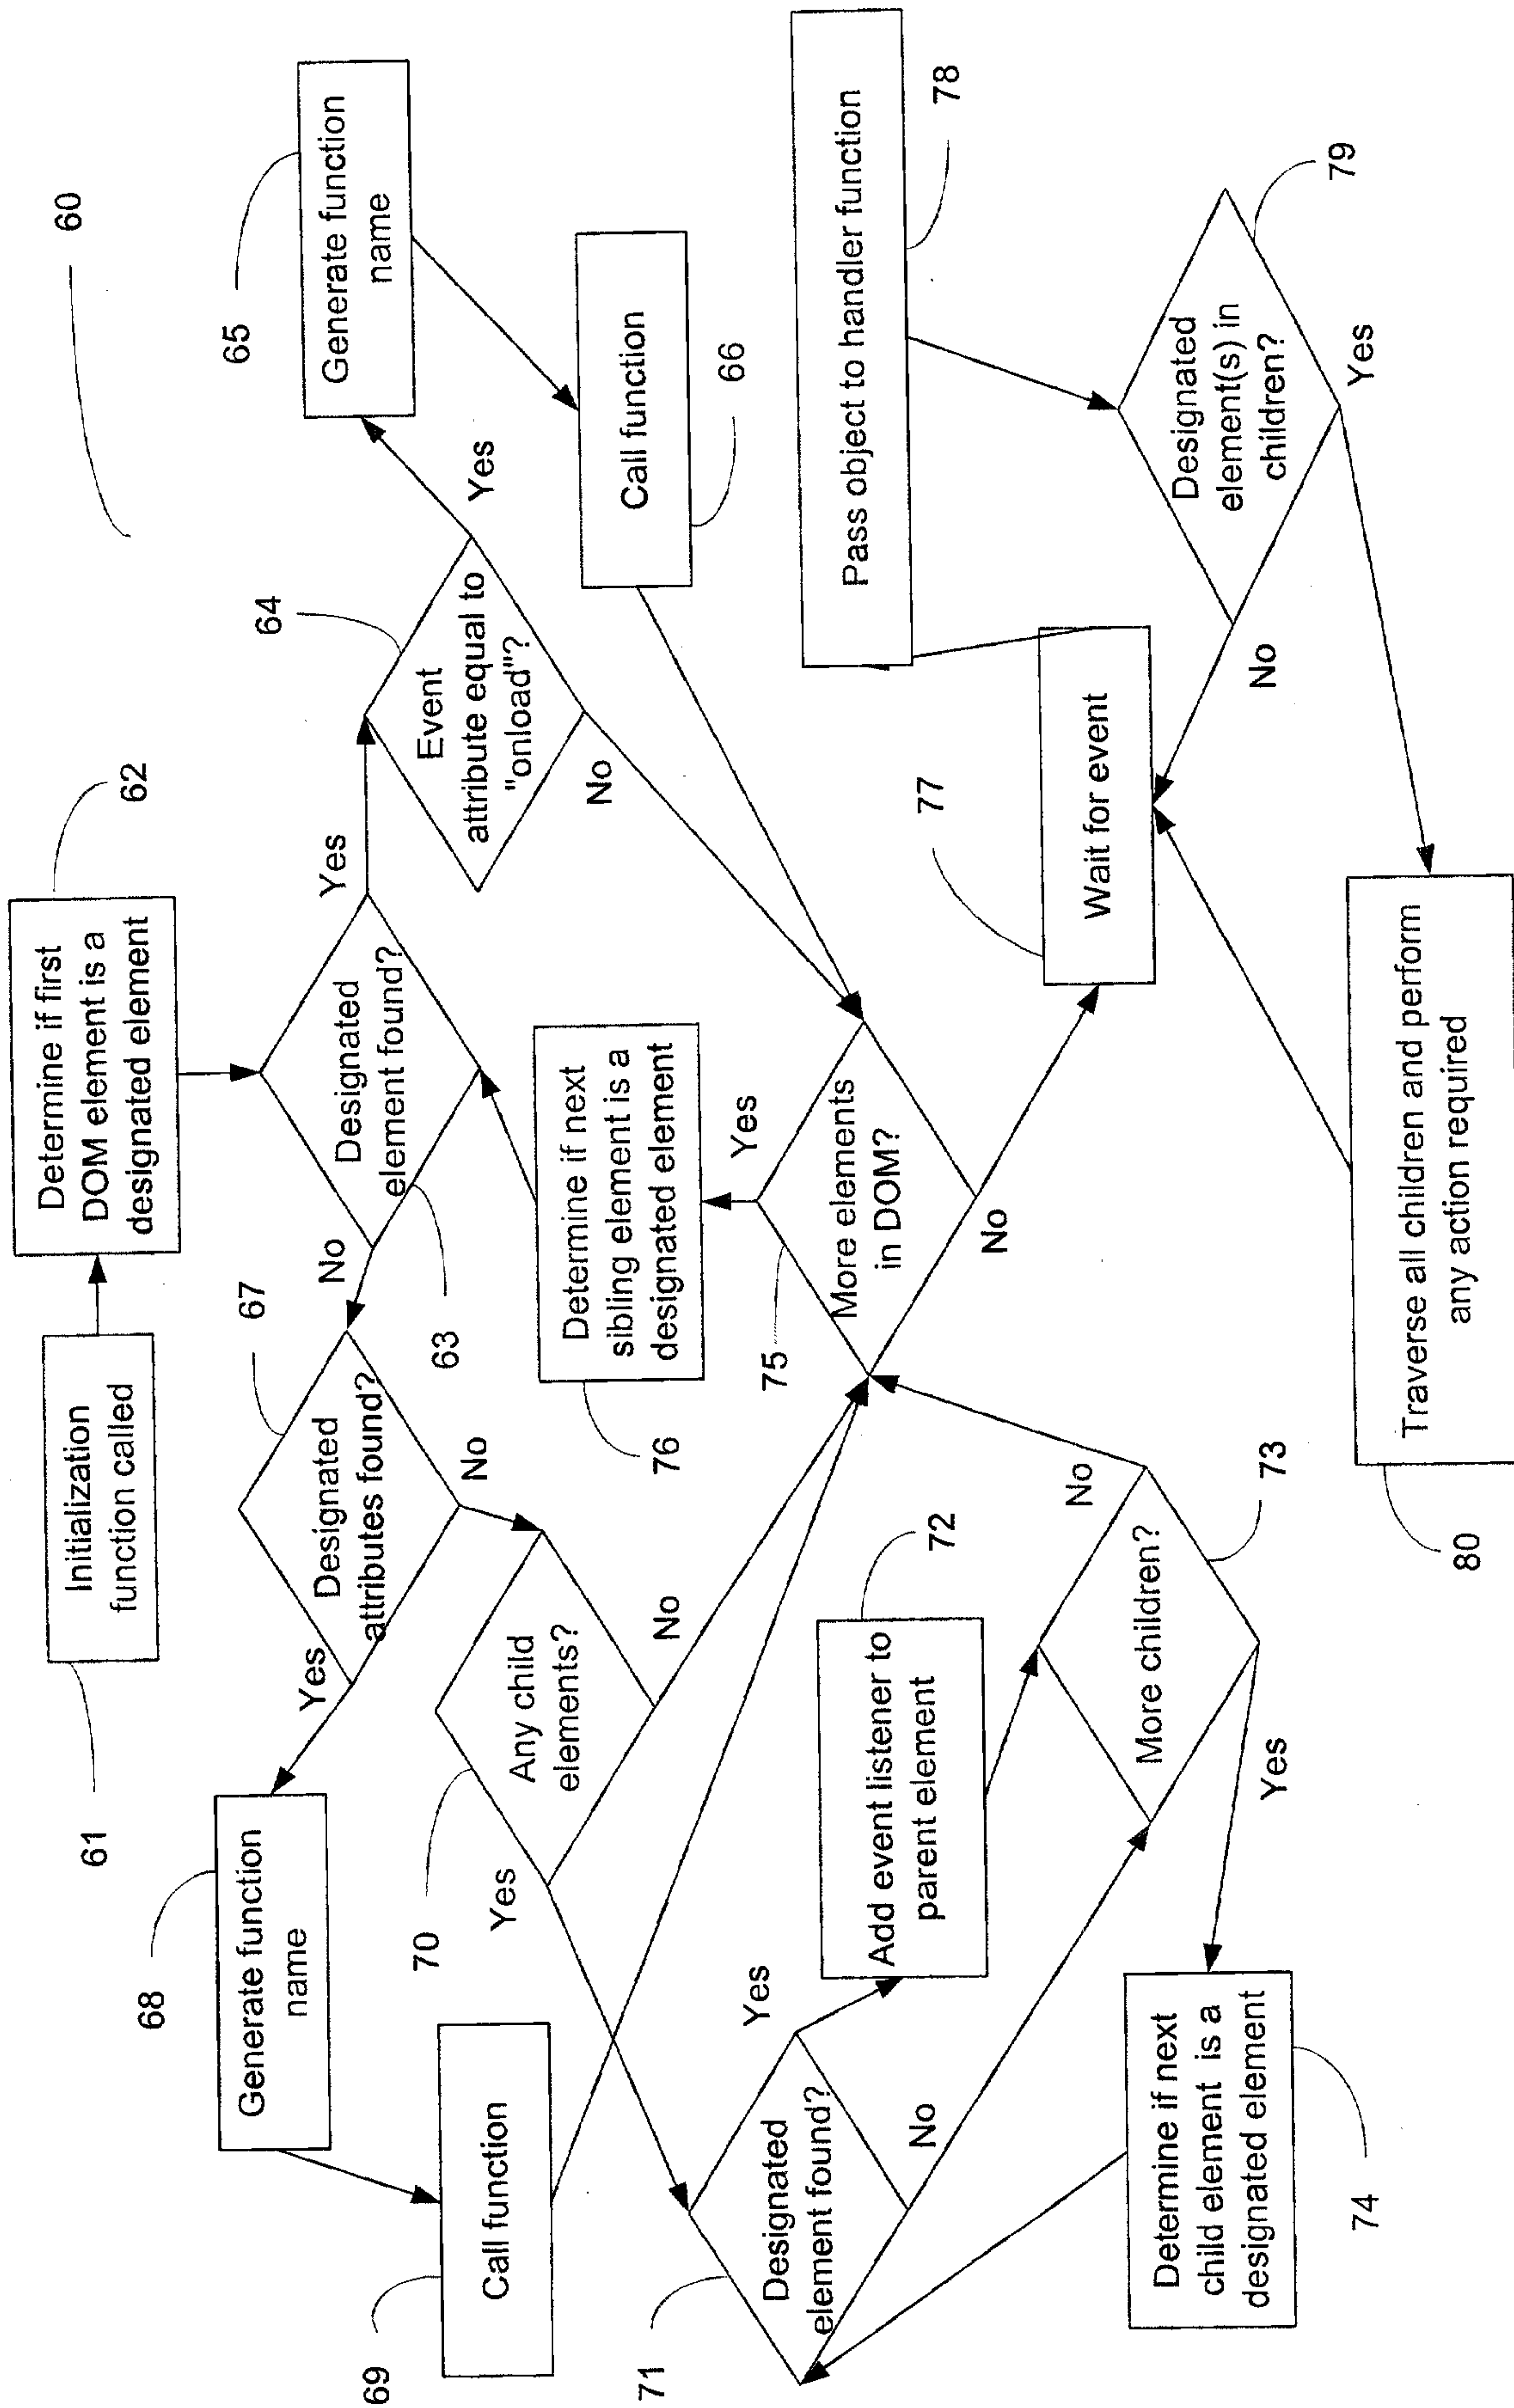 60
Initialization
function called
61
Determine if first
DOM element is a
designated element
62
Designated
element found?
63
Yes
No
Event
attribute equal to
"onload"?
64
Yes
No
Generate function
name
65
Call function
66
Designated
attributes found?
67
Yes
No
Generate function
name
68
Call function
69
Any child
elements?
70
Yes
No
Designated
element found?
71
Yes
No
Add event listener to
parent element
72
More children?
73
No
Yes
Determine if next
child element is a
designated element
74
More elements
in DOM?
75
Yes
No
Determine if next
sibling element is a
designated element
76
Wait for event
77
Pass object to handler function
78
Designated
element(s) in
children?
79
No
Yes
Traverse all children and perform
any action required
80